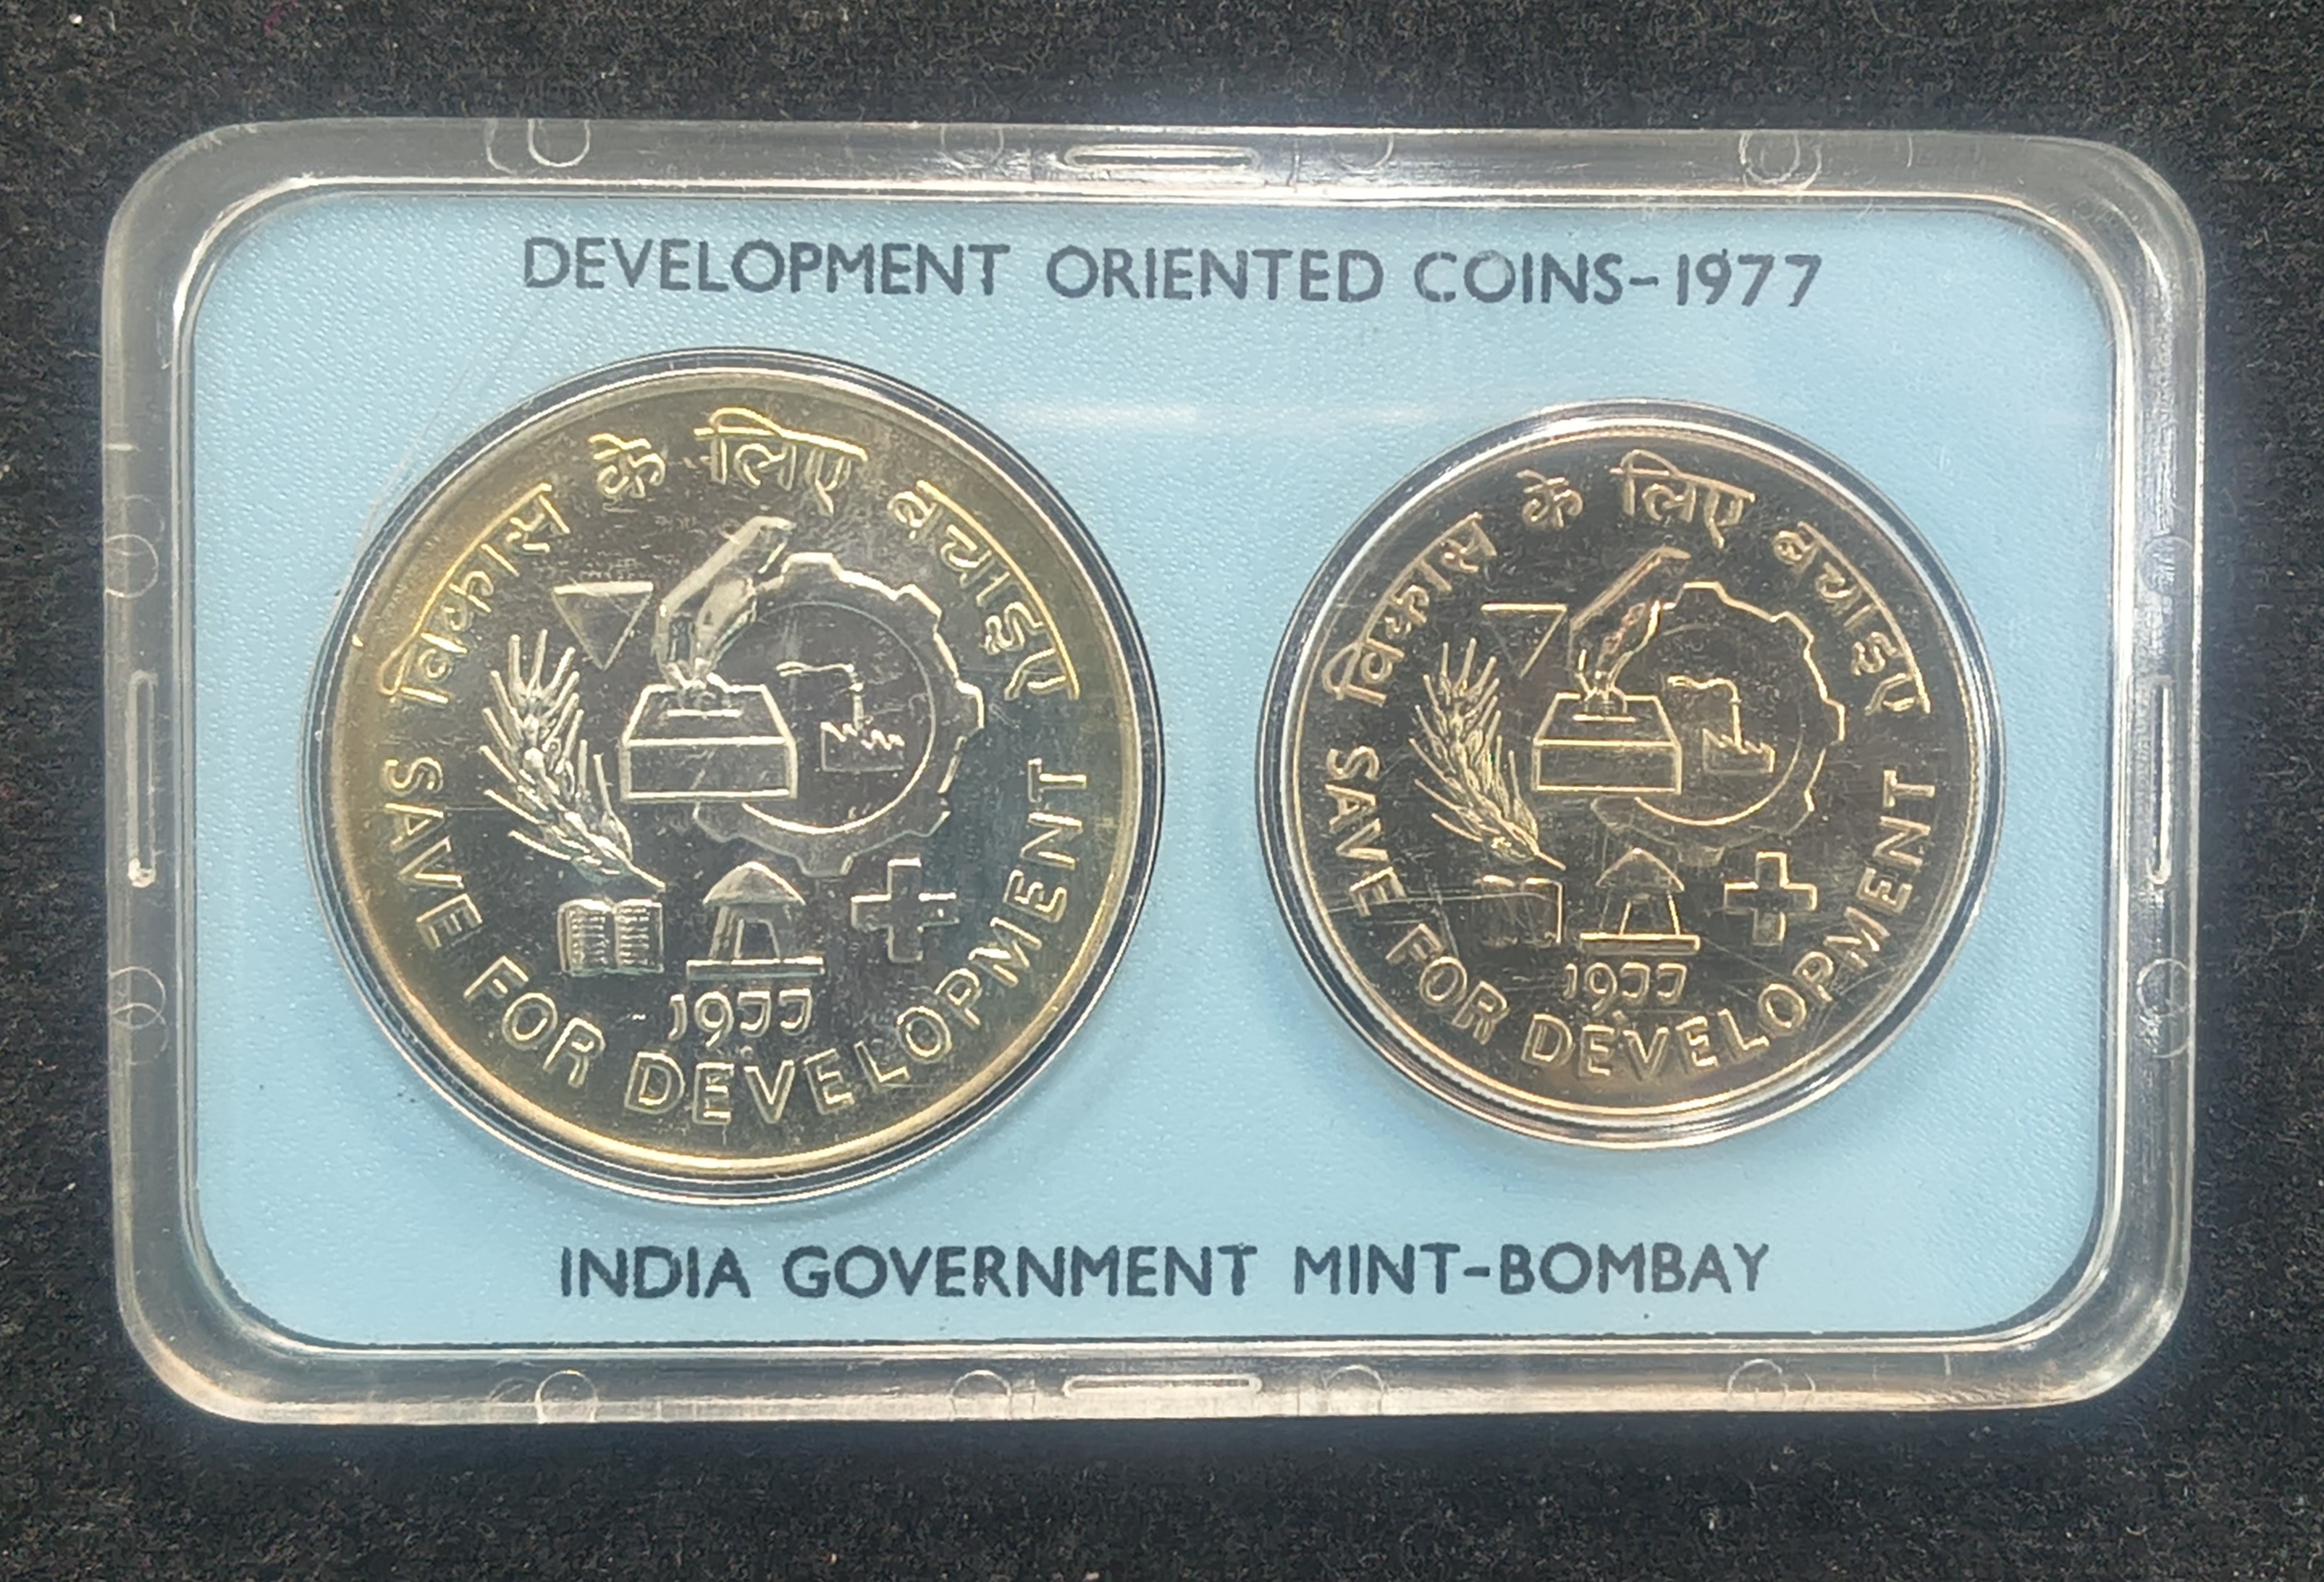 DEVELOPMENT ORIENTED COINS-1977
विकास के लिए बचाइए
1977
SAVE FOR DEVELOPMENT
विकास के लिए बचाइए
1977
SAVE FOR DEVELOPMENT
INDIA GOVERNMENT MINT-BOMBAY